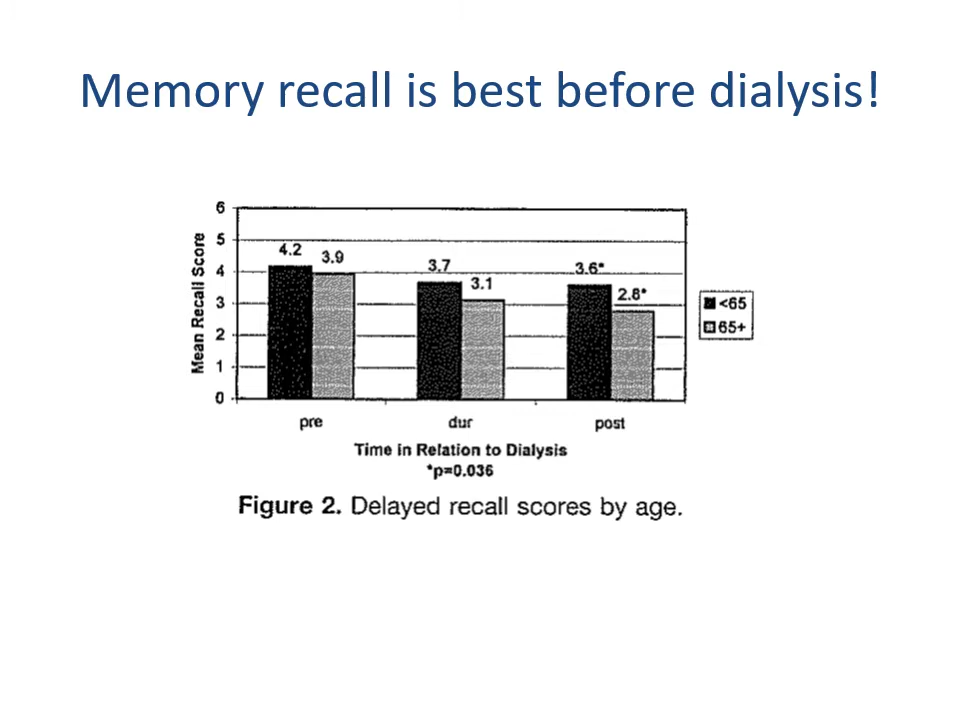 Memory recall is best before dialysis!
6
5
4
3
2
1
0
Mean Recall Score
4.2
3.9
3.7
3.1
3.6*
2.8*
<65
65+
pre dur post
Time in Relation to Dialysis
*p=0.036
Figure 2. Delayed recall scores by age.